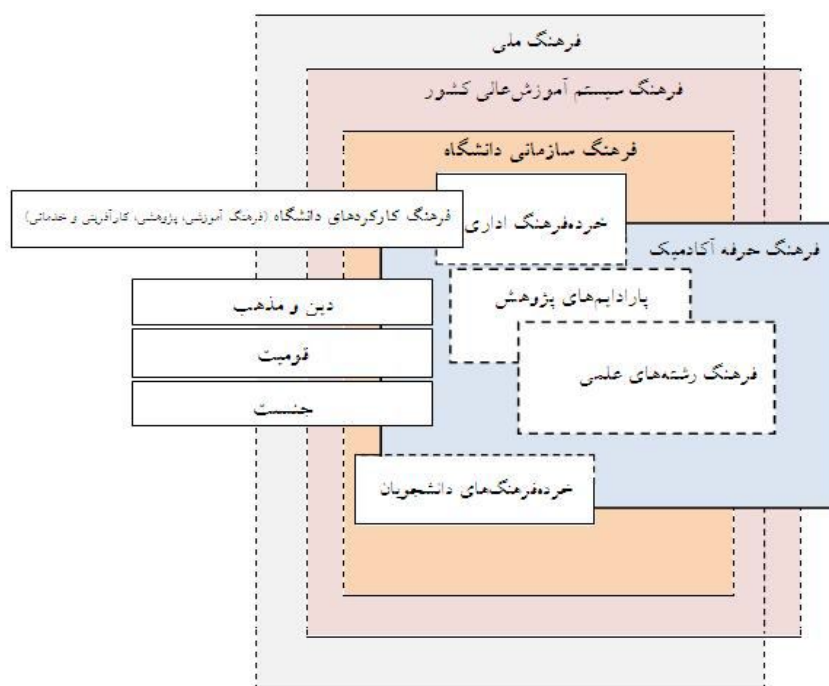 فرهنگ ملی
فرهنگ سیستم آموزش‌عالی کشور
فرهنگ سازمانی دانشگاه
خرده‌فرهنگ اداری
فرهنگ کارکردهای دانشگاه (فرهنگ آموزشی، پژوهشی، کارآفرینی و خدماتی)
فرهنگ حرفه آکادمیک
پارادایم‌های پژوهش
دین و مذهب
قومیت
فرهنگ رشته‌های علمی
جنسیت
خرده‌فرهنگ‌های دانشجویان